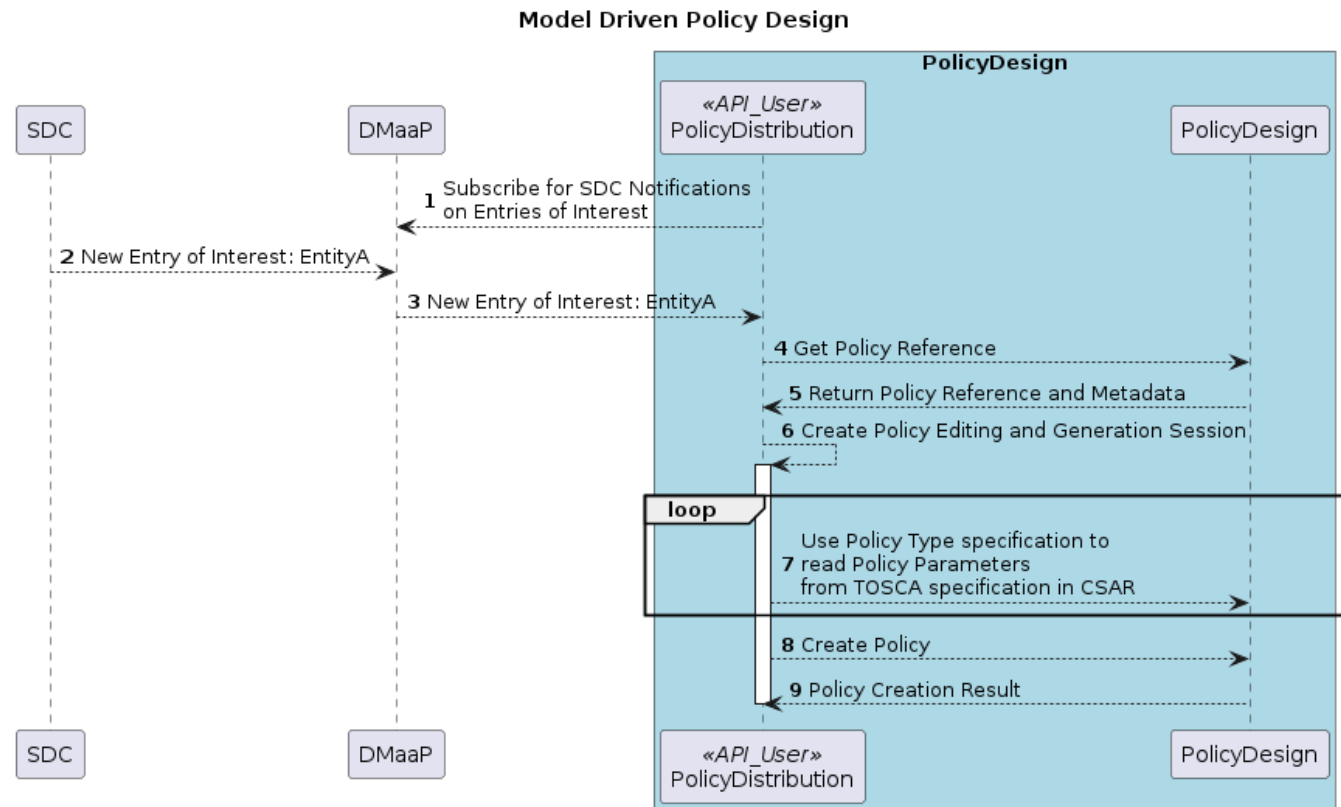 Model Driven Policy Design
PolicyDesign
SDC
DMaaP
«API_User»
PolicyDistribution
PolicyDesign
1 Subscribe for SDC Notifications
on Entries of Interest
2 New Entry of Interest: EntityA
3 New Entry of Interest: EntityA
4 Get Policy Reference
5 Return Policy Reference and Metadata
6 Create Policy Editing and Generation Session
loop
Use Policy Type specification to
7 read Policy Parameters
from TOSCA specification in CSAR
8 Create Policy
9 Policy Creation Result
SDC
DMaaP
«API_User»
PolicyDistribution
PolicyDesign